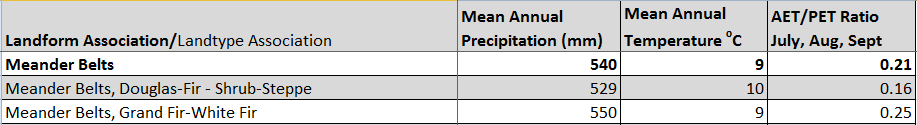 Landform Association/Landtype Association Mean Annual Precipitation (mm) Mean Annual Temperature ⁰C AET/PET Ratio July, Aug, Sept
Meander Belts 540 9 0.21
Meander Belts, Douglas-Fir - Shrub-Steppe 529 10 0.16
Meander Belts, Grand Fir-White Fir 550 9 0.25